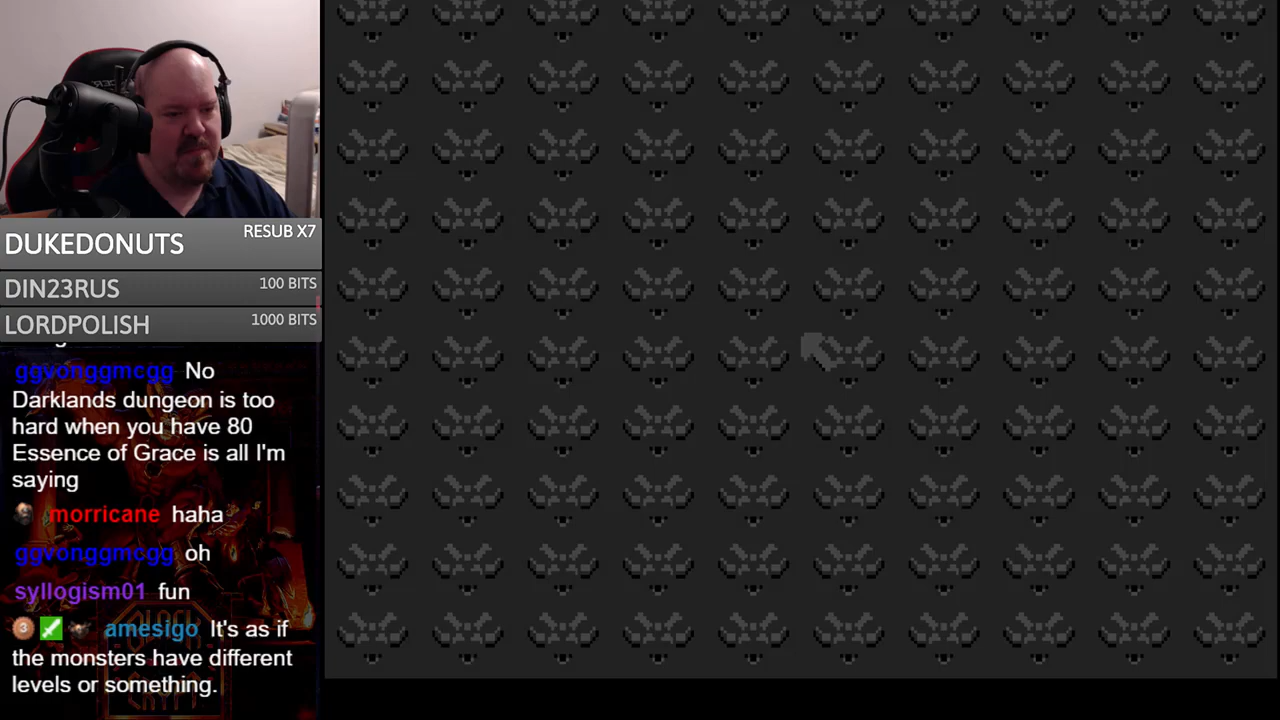 DUKEDONUTS RESUB X7
DIN23RUS 100 BITS
LORDPOLISH 1000 BITS
ggvonggmcgg No
Darklands dungeon is too
hard when you have 80
Essence of Grace is all I'm
saying
morricane haha
ggvonggmcgg oh
syllogism01 fun
3 amesigo It's as if
the monsters have different
levels or something.